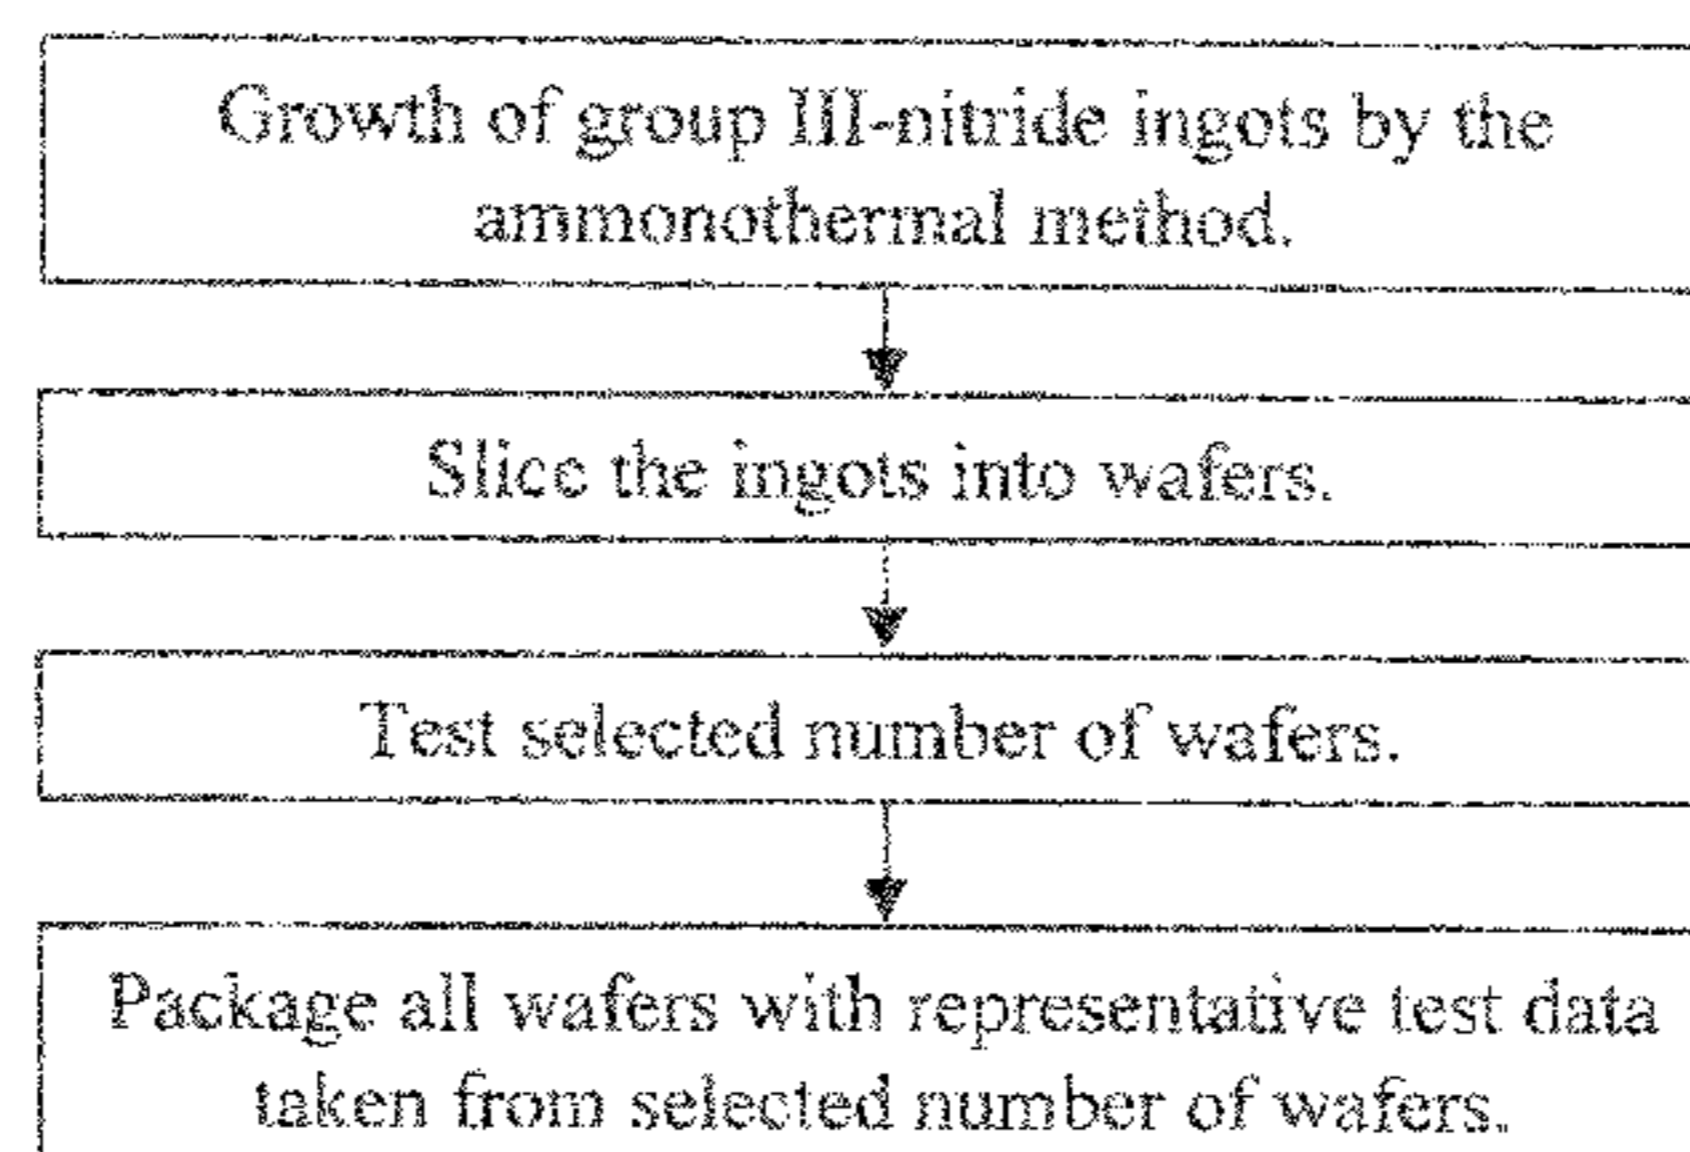 Growth of group III-nitride ingots by the
ammonothermal method.
Slice the ingots into wafers.
Test selected number of wafers.
Package all wafers with representative test data
taken from selected number of wafers.